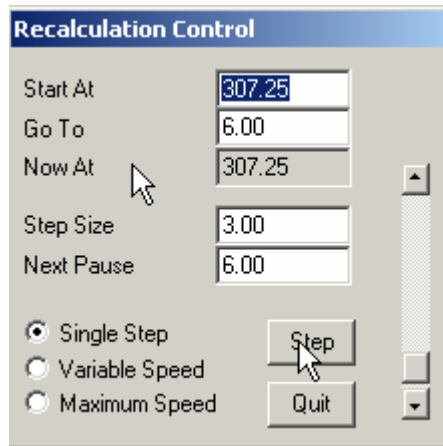 Recalculation Control
Start At 307.25
Go To 6.00
Now At 307.25
Step Size 3.00
Next Pause 6.00
Single Step Step
Variable Speed
Maximum Speed Quit